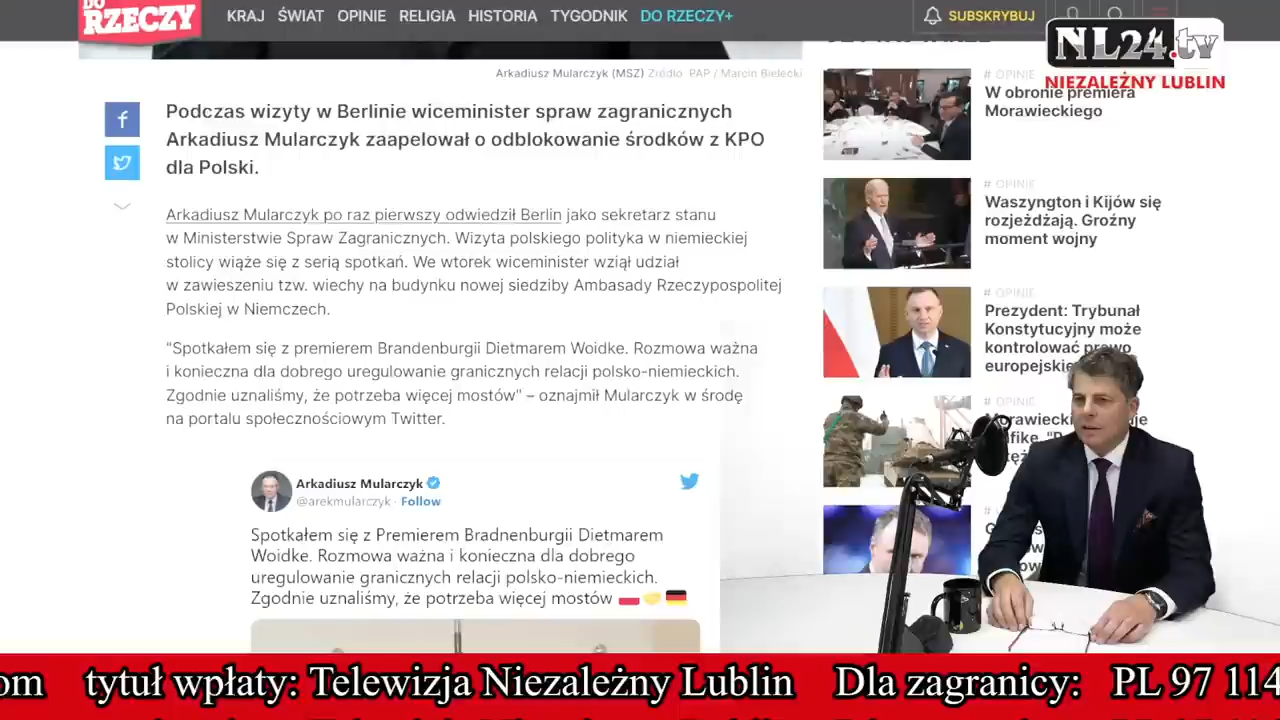 DO
RZECZY
KRAJ ŚWIAT OPINIE RELIGIA HISTORIA TYGODNIK DO RZECZY+
SUBSKRYBUJ
NL24.tv
NIEZALEŻNY LUBLIN
Arkadiusz Mularczyk (MSZ) Źródło: PAP / Marcin Bielecki
Podczas wizyty w Berlinie wiceminister spraw zagranicznych
Arkadiusz Mularczyk zaapelował o odblokowanie środków z KPO
dla Polski.
Arkadiusz Mularczyk po raz pierwszy odwiedził Berlin jako sekretarz stanu
w Ministerstwie Spraw Zagranicznych. Wizyta polskiego polityka w niemieckiej
stolicy wiąże się z serią spotkań. We wtorek wiceminister wziął udział
w zawieszeniu tzw. wiechy na budynku nowej siedziby Ambasady Rzeczypospolitej
Polskiej w Niemczech.
"Spotkałem się z premierem Brandenburgii Dietmarem Woidke. Rozmowa ważna
i konieczna dla dobrego uregulowanie granicznych relacji polsko-niemieckich.
Zgodnie uznaliśmy, że potrzeba więcej mostów" – oznajmił Mularczyk w środę
na portalu społecznościowym Twitter.
Arkadiusz Mularczyk
@arekmularczyk · Follow
Spotkałem się z Premierem Bradnenburgii Dietmarem
Woidke. Rozmowa ważna i konieczna dla dobrego
uregulowanie granicznych relacji polsko-niemieckich.
Zgodnie uznaliśmy, że potrzeba więcej mostów
# OPINIE
W obronie premiera
Morawieckiego
# OPINIE
Waszyngton i Kijów się
rozjeżdżają. Groźny
moment wojny
# OPINIE
Prezydent: Trybunał
Konstytucyjny może
kontrolować prawo
europejskie
# OPINIE
om tytuł wpłaty: Telewizja Niezależny Lublin Dla zagranicy: PL 97 114